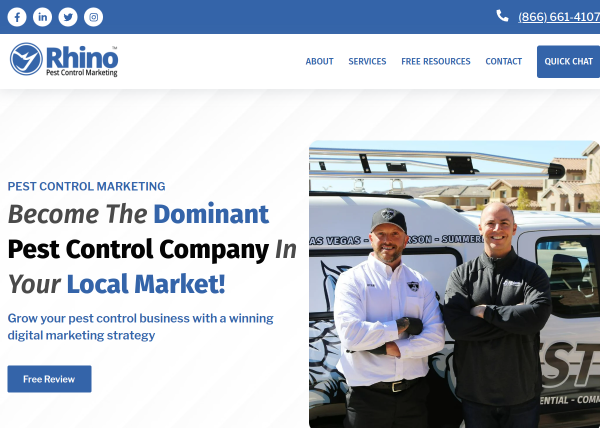 (866) 661-4107
Rhino
™
Pest Control Marketing
ABOUT SERVICES FREE RESOURCES CONTACT QUICK CHAT
PEST CONTROL MARKETING
Become The Dominant
Pest Control Company In
Your Local Market!
Grow your pest control business with a winning
digital marketing strategy
Free Review
AS VEGAS - ERSON - SUMMER
EST
ENTIAL - COMM